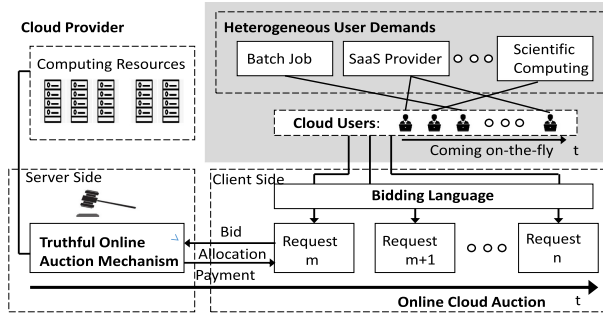 Cloud Provider
Computing Resources
Heterogeneous User Demands
Batch Job
SaaS Provider
Scientific
Computing
Cloud Users:
Coming on-the-fly
t
Server Side
Client Side
Bidding Language
Truthful Online
Auction Mechanism
Bid
Allocation
Payment
Request
m
Request
m+1
Request
n
Online Cloud Auction
t